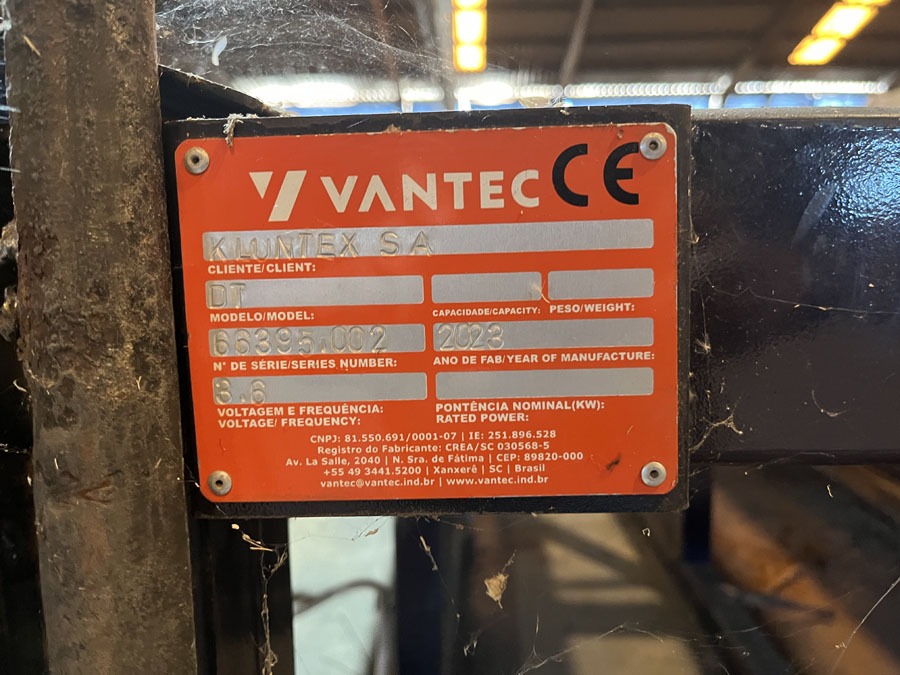 VANTEC CE
KLUNTEX SA
CLIENTE/CLIENT:
DT
MODELO/MODEL:
CAPACIDADE/CAPACITY:
PESO/WEIGHT:
66395.002
2023
N° DE SÉRIE/SERIES NUMBER:
ANO DE FAB/YEAR OF MANUFACTURE:
VOLTAGEM E FREQUÊNCIA:
VOLTAGE/ FREQUENCY:
PONTÊNCIA NOMINAL(KW):
RATED POWER:
CNPJ: 81.550.691/0001-07 | IE: 251.896.528
Registro do Fabricante: CREA/SC 030568-5
Av. La Salle, 2040 | N. Sra. de Fátima | CEP: 89820-000
+55 49 3441.5200 | Xanxerê | SC | Brasil
vantec@vantec.ind.br | www.vantec.ind.br